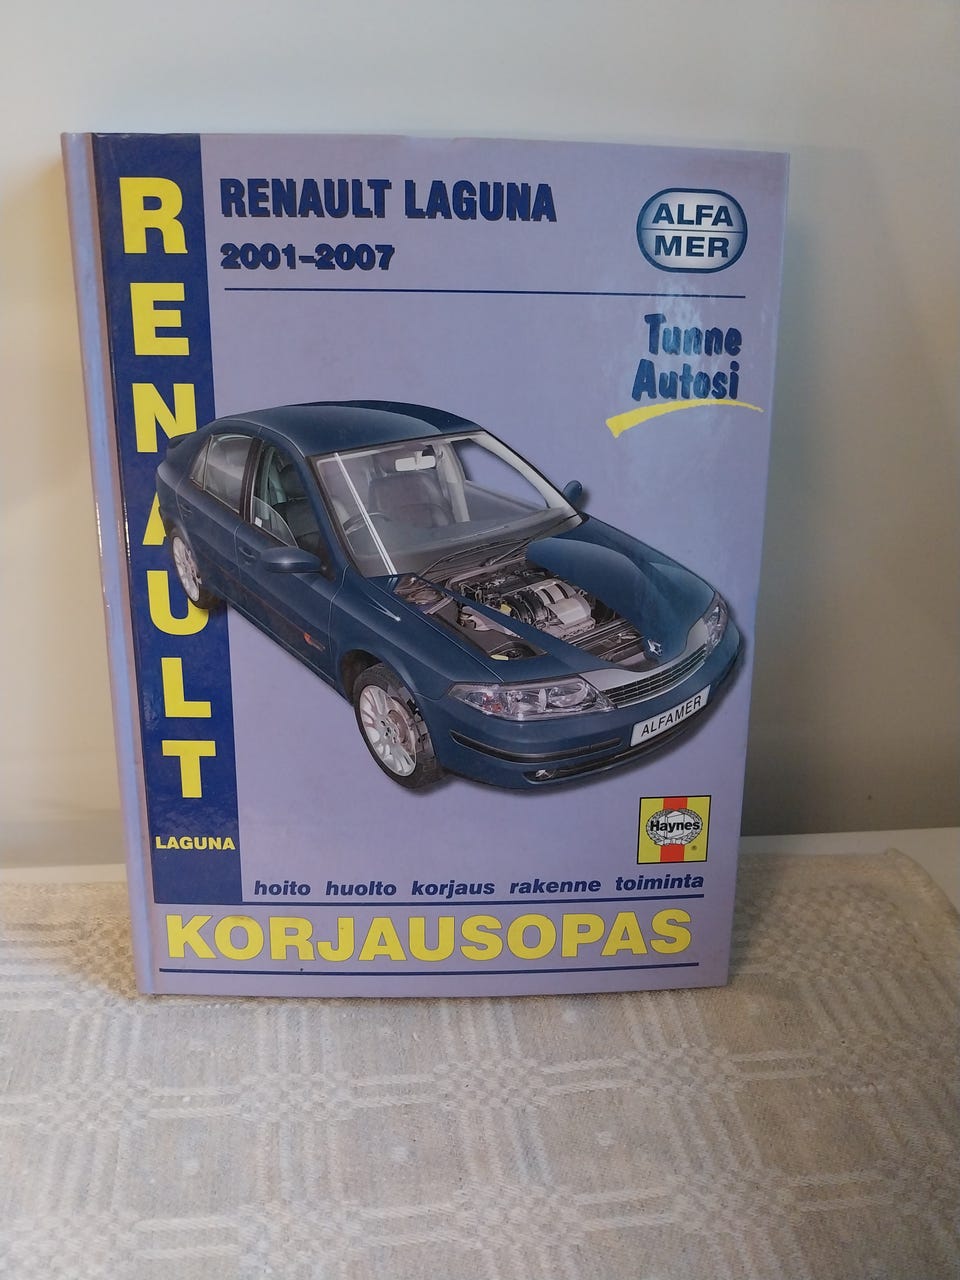 RENAULT
LAGUNA
RENAULT LAGUNA
2001–2007
ALFA
MER
Tunne
Autosi
ALFAMER
Haynes
®
hoito huolto korjaus rakenne toiminta
KORJAUSOPAS